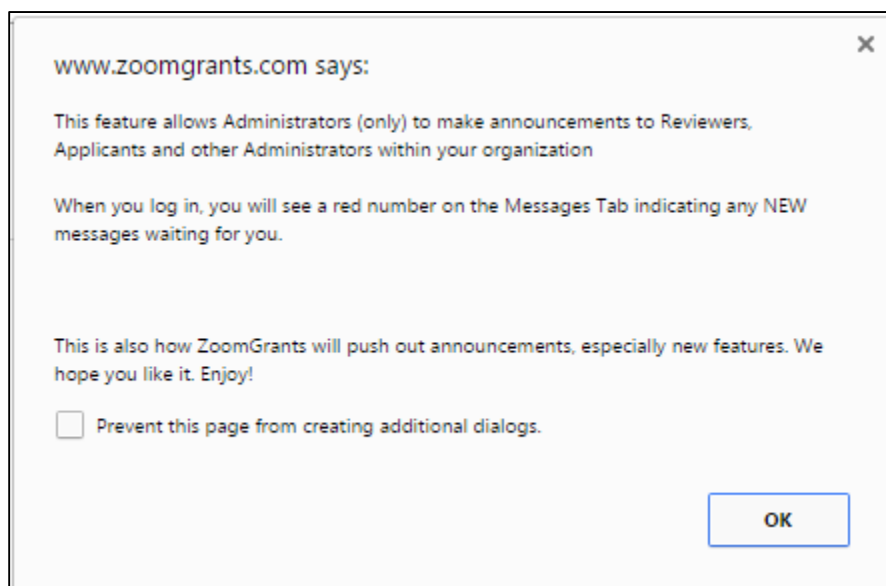 www.zoomgrants.com says:
This feature allows Administrators (only) to make announcements to Reviewers,
Applicants and other Administrators within your organization
When you log in, you will see a red number on the Messages Tab indicating any NEW
messages waiting for you.
This is also how ZoomGrants will push out announcements, especially new features. We
hope you like it. Enjoy!
Prevent this page from creating additional dialogs.
OK